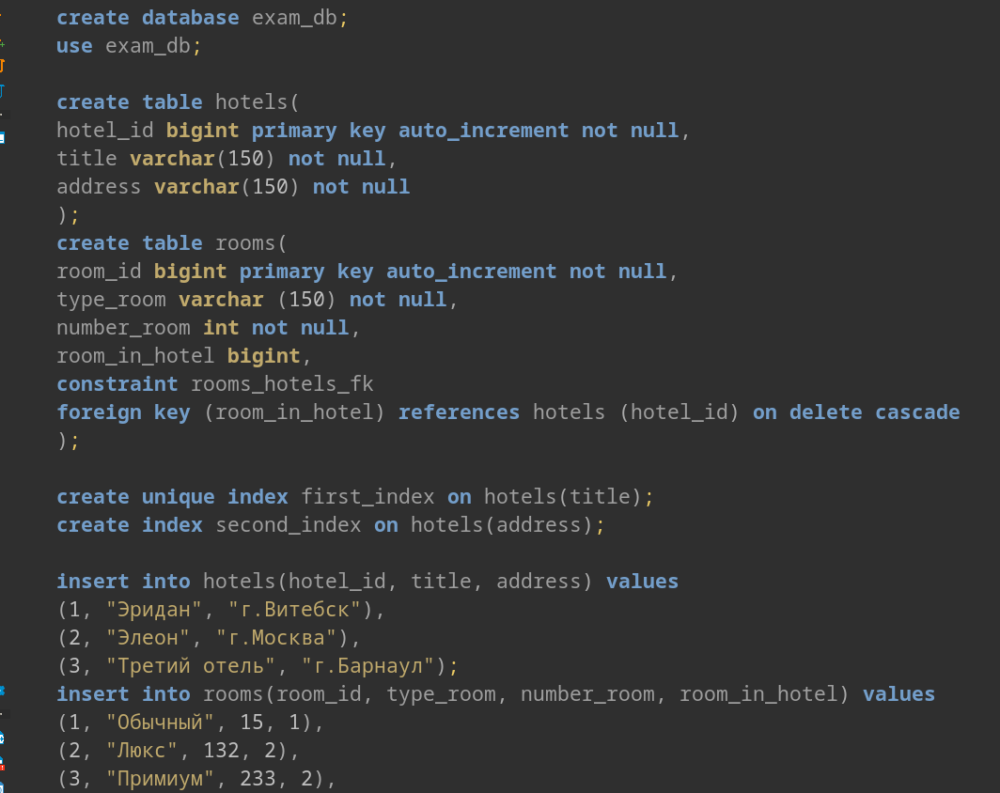 create database exam_db;
use exam_db;
create table hotels(
hotel_id bigint primary key auto_increment not null,
title varchar(150) not null,
address varchar(150) not null
);
create table rooms(
room_id bigint primary key auto_increment not null,
type_room varchar (150) not null,
number_room int not null,
room_in_hotel bigint,
constraint rooms_hotels_fk
foreign key (room_in_hotel) references hotels (hotel_id) on delete cascade
);
create unique index first_index on hotels(title);
create index second_index on hotels(address);
insert into hotels(hotel_id, title, address) values
(1, "Эридан", "г.Витебск"),
(2, "Элеон", "г.Москва"),
(3, "Третий отель", "г.Барнаул");
insert into rooms(room_id, type_room, number_room, room_in_hotel) values
(1, "Обычный", 15, 1),
(2, "Люкс", 132, 2),
(3, "Примиум", 233, 2),